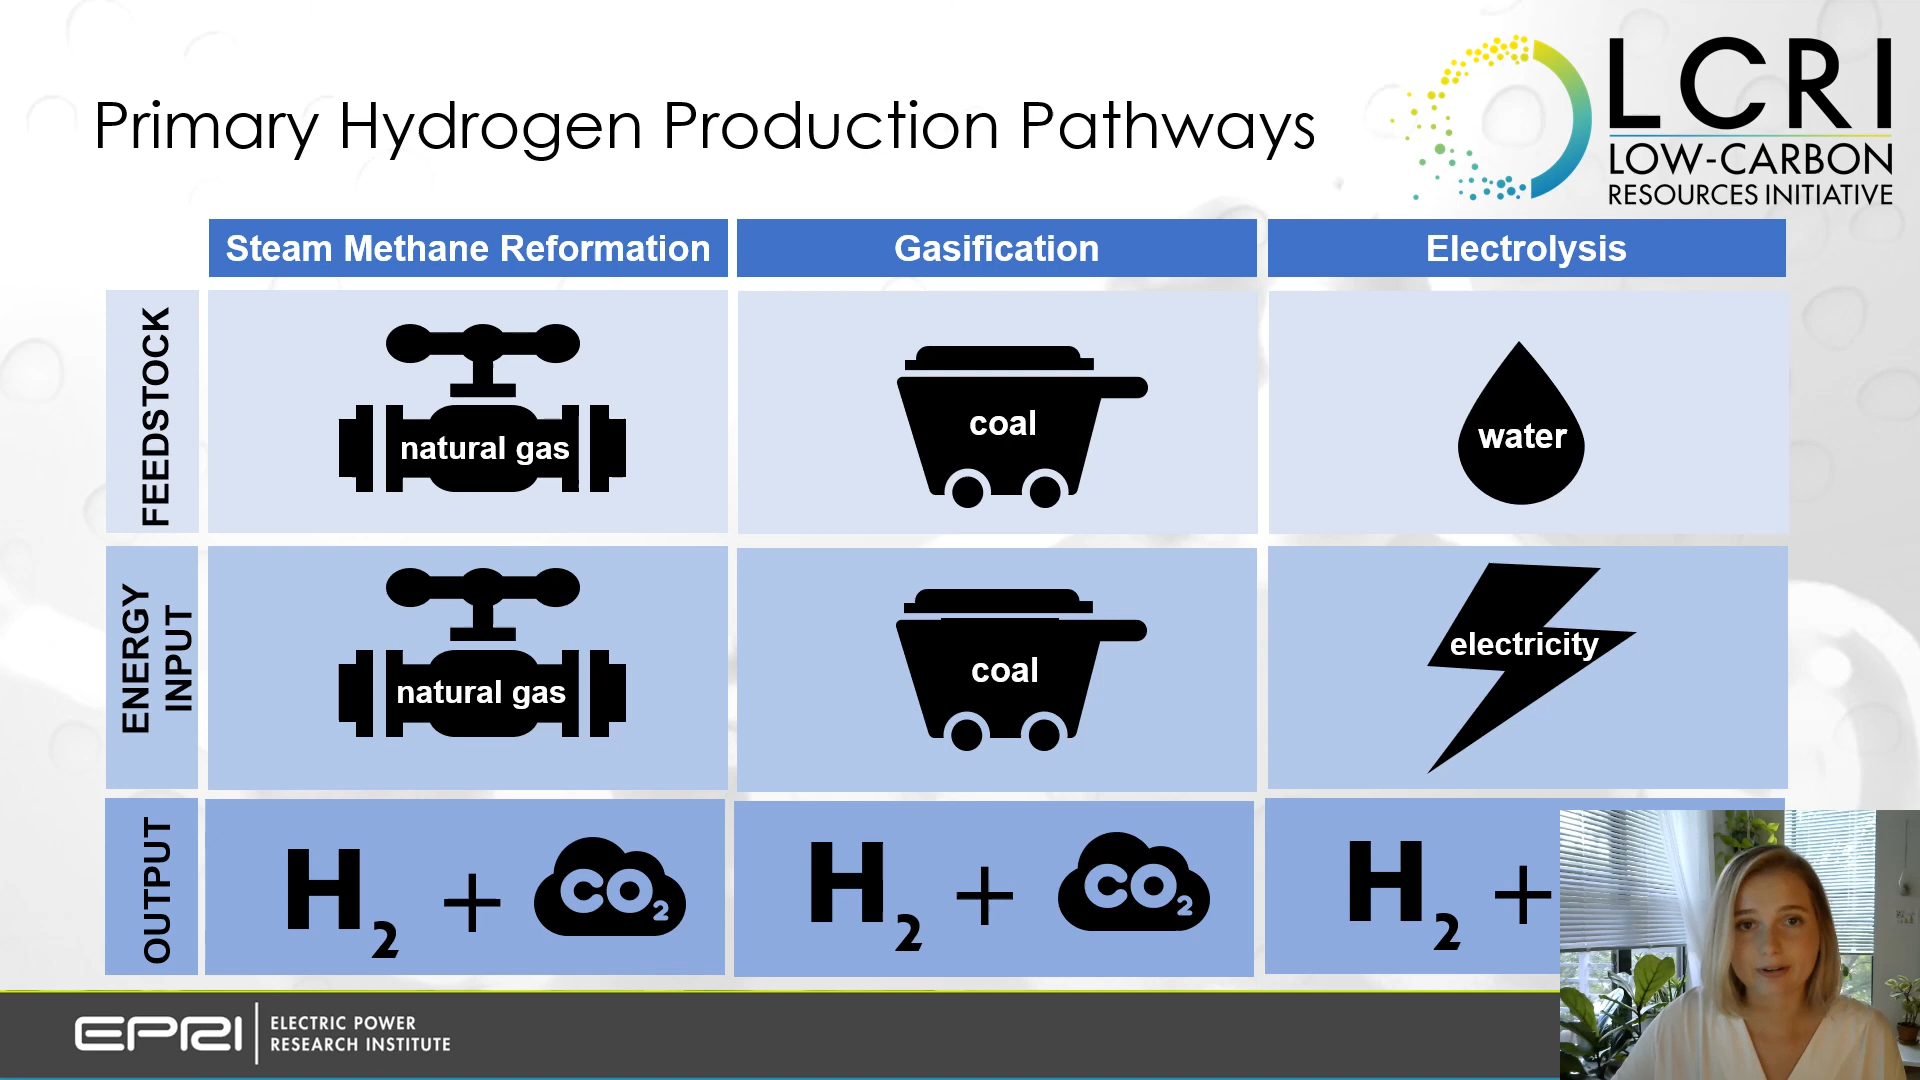 Primary Hydrogen Production Pathways
LCRI
LOW-CARBON
RESOURCES INITIATIVE
Steam Methane Reformation
Gasification
Electrolysis
FEEDSTOCK
natural gas
coal
water
ENERGY
INPUT
natural gas
coal
electricity
OUTPUT
H2 + CO2
H2 + CO2
H2 +
EPRI
ELECTRIC POWER
RESEARCH INSTITUTE